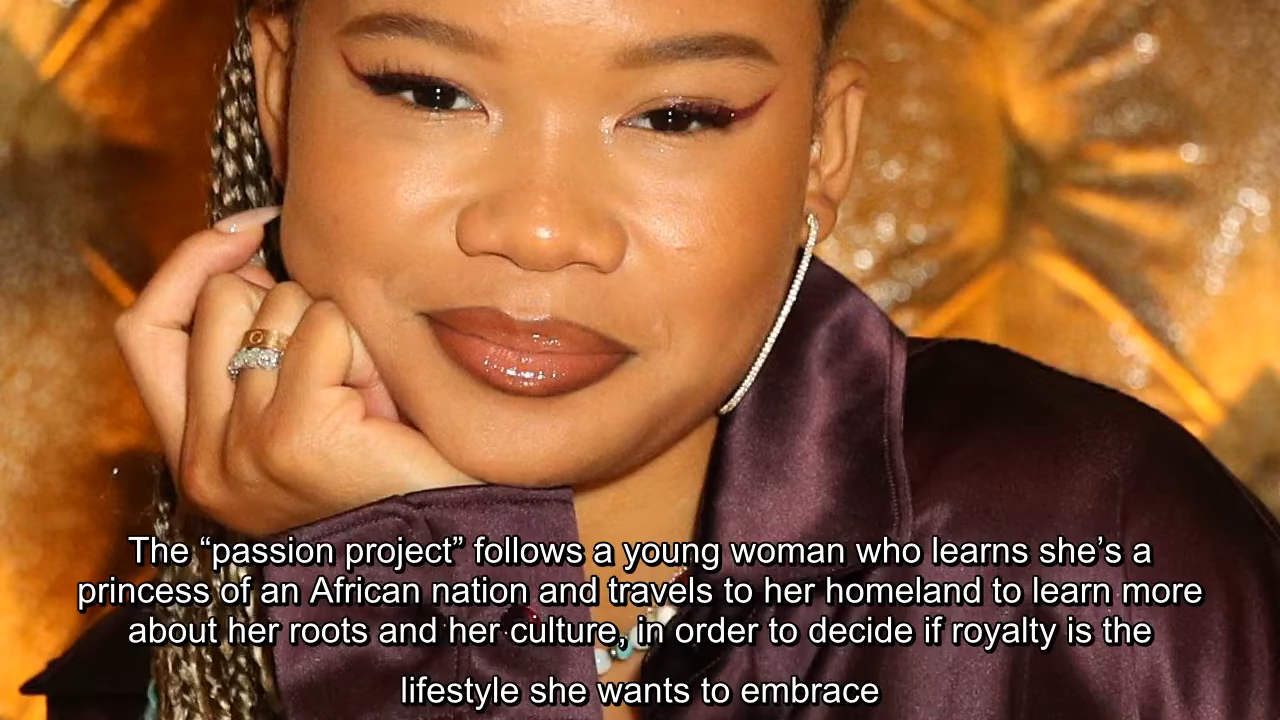 The “passion project” follows a young woman who learns she’s a
princess of an African nation and travels to her homeland to learn more
about her roots and her culture, in order to decide if royalty is the
lifestyle she wants to embrace